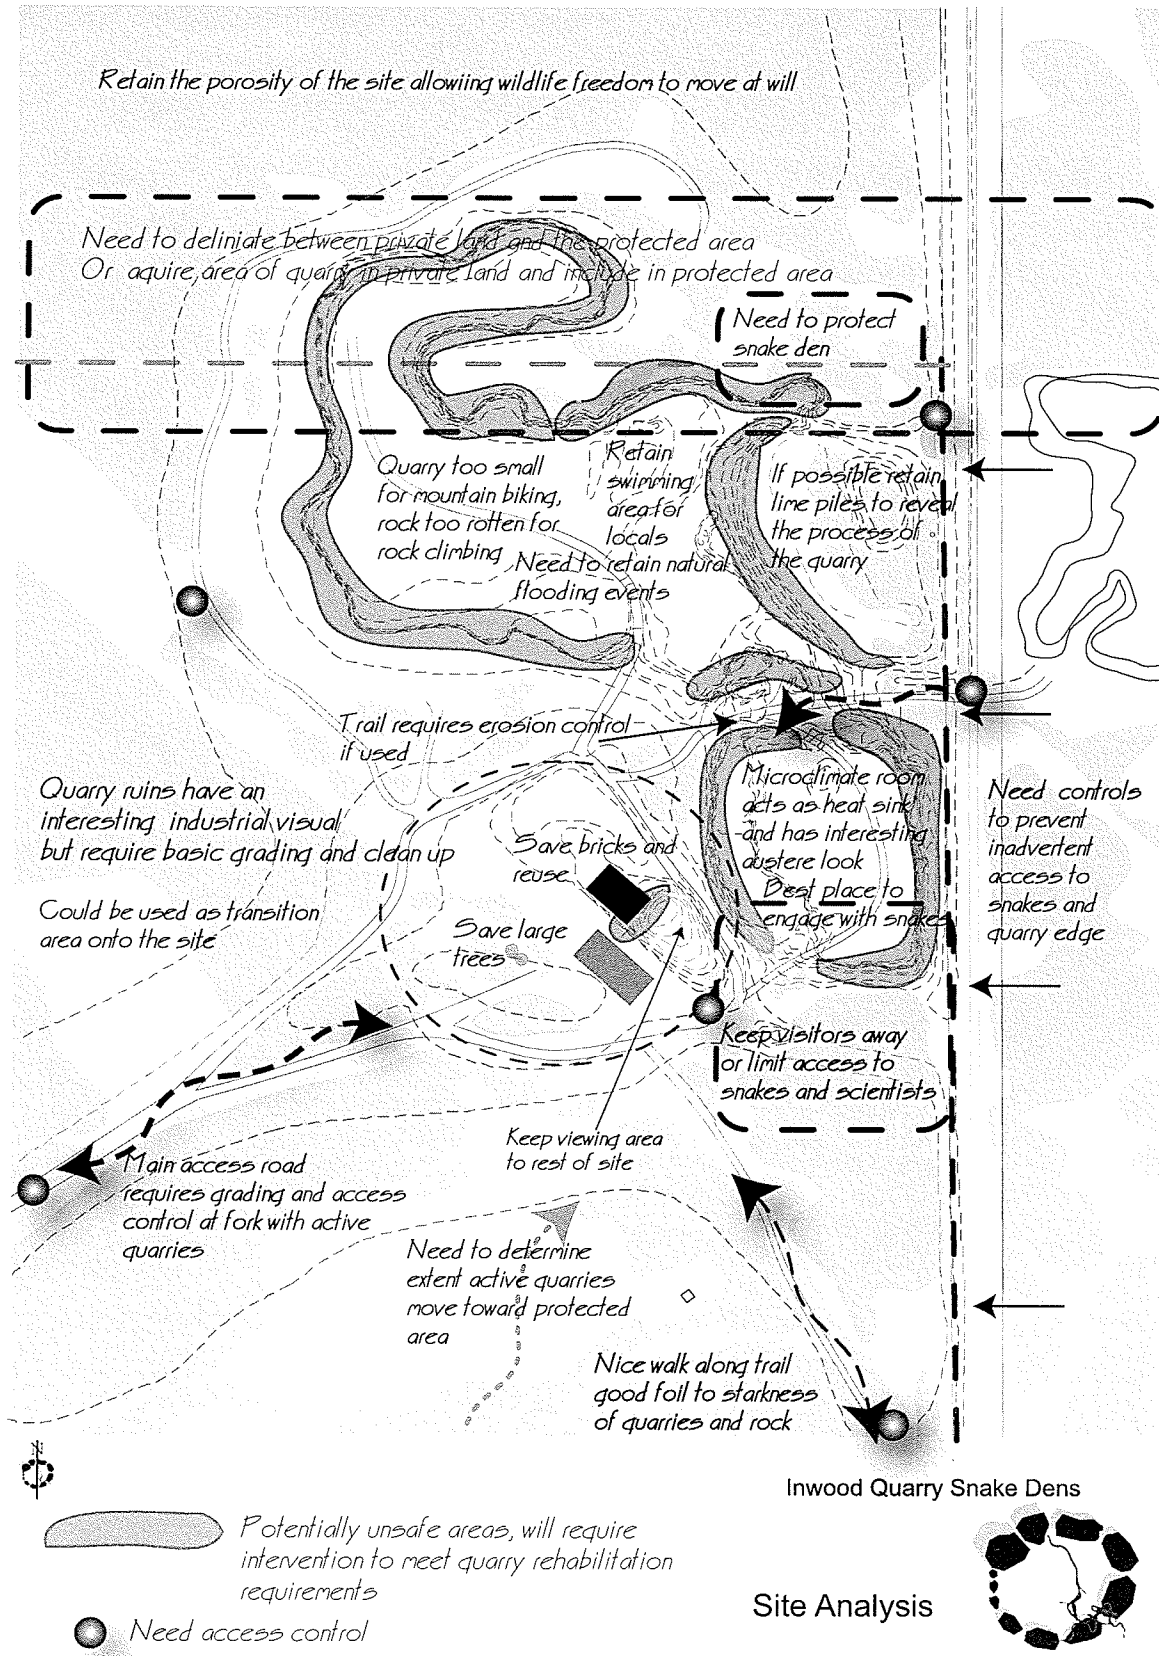 Retain the porosity of the site allowiing wildlife freedom to move at will
Need to deliniate between private land and the protected area
Or aquire area of quarry in private land and include in protected area
Need to protect
snake den
Quarry too small
for mountain biking,
rock too rotten for
rock climbing
Retain
swimming
area for
locals
Need to retain natural
flooding events
If possible retain
lime piles to reveal
the process of
the quarry
Trail requires erosion control
if used
Quarry ruins have an
interesting industrial visual
but require basic grading and clean up
Could be used as transition
area onto the site
Save bricks and
reuse
Save large
trees
Microclimate room
acts as heat sink
and has interesting
austere look
Best place to
engage with snakes
Need controls
to prevent
inadvertent
access to
snakes and
quarry edge
Keep visitors away
or limit access to
snakes and scientists
Keep viewing area
to rest of site
Main access road
requires grading and access
control at fork with active
quarries
Need to determine
extent active quarries
move toward protected
area
Nice walk along trail
good foil to starkness
of quarries and rock
N
Inwood Quarry Snake Dens
Potentially unsafe areas, will require
intervention to meet quarry rehabilitation
requirements
Site Analysis
Need access control